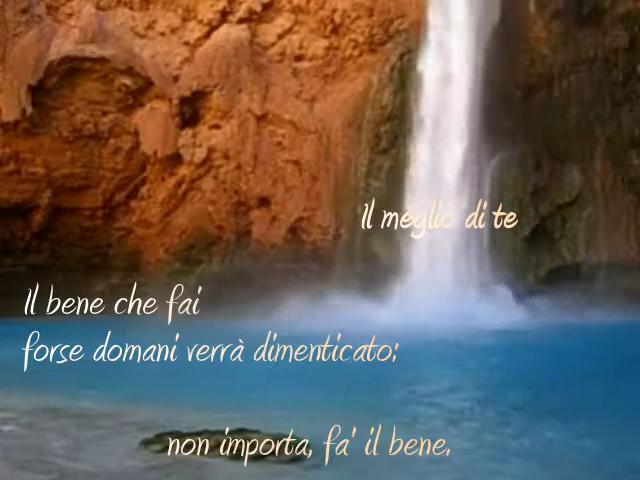 Il meglio di te
Il bene che fai
forse domani verrà dimenticato:
non importa, fa' il bene.